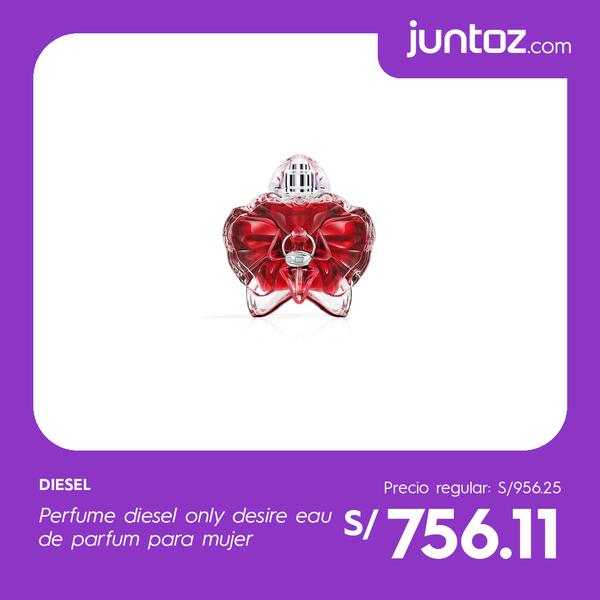 juntoz.com
DIESEL
Perfume diesel only desire eau
de parfum para mujer
Precio regular: S/956.25
S/ 756.11